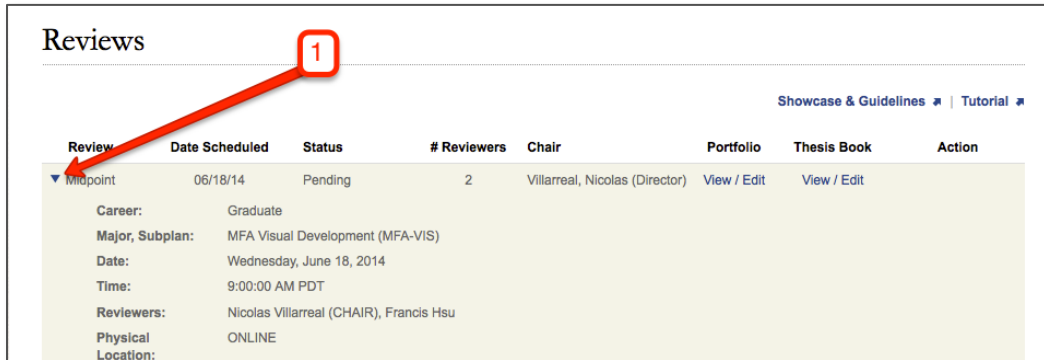 Reviews
1
Showcase & Guidelines | Tutorial
Review Date Scheduled Status # Reviewers Chair Portfolio Thesis Book Action
Midpoint 06/18/14 Pending 2 Villarreal, Nicolas (Director) View / Edit View / Edit
Career: Graduate
Major, Subplan: MFA Visual Development (MFA-VIS)
Date: Wednesday, June 18, 2014
Time: 9:00:00 AM PDT
Reviewers: Nicolas Villarreal (CHAIR), Francis Hsu
Physical ONLINE
Location: